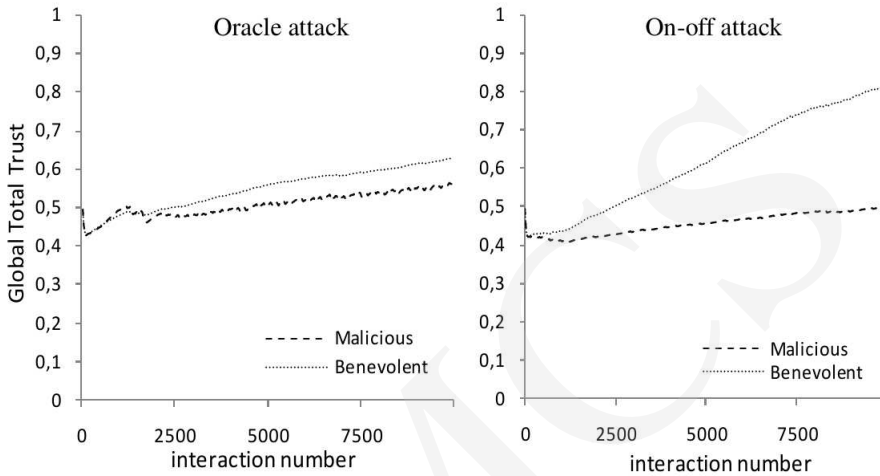 Oracle attack
Global Total Trust
1
0,9
0,8
0,7
0,6
0,5
0,4
0,3
0,2
0,1
0
Malicious
Benevolent
0 2500 5000 7500
interaction number
On-off attack
1
0,9
0,8
0,7
0,6
0,5
0,4
0,3
0,2
0,1
0
Malicious
Benevolent
0 2500 5000 7500
interaction number
MCS